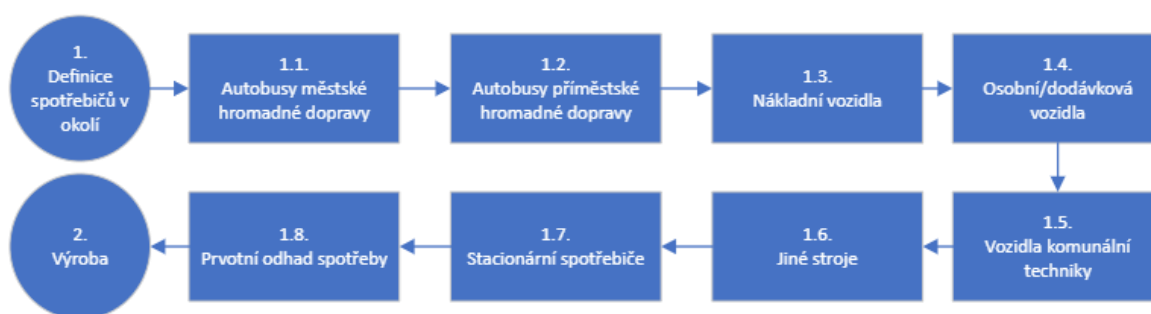 1.
Definice
spotřebičů v
okolí
1.1.
Autobusy městské
hromadné dopravy
1.2.
Autobusy příměstské
hromadné dopravy
1.3.
Nákladní vozidla
1.4.
Osobní/dodávková
vozidla
1.5.
Vozidla komunální
techniky
1.6.
Jiné stroje
1.7.
Stacionární spotřebiče
1.8.
Prvotní odhad spotřeby
2.
Výroba